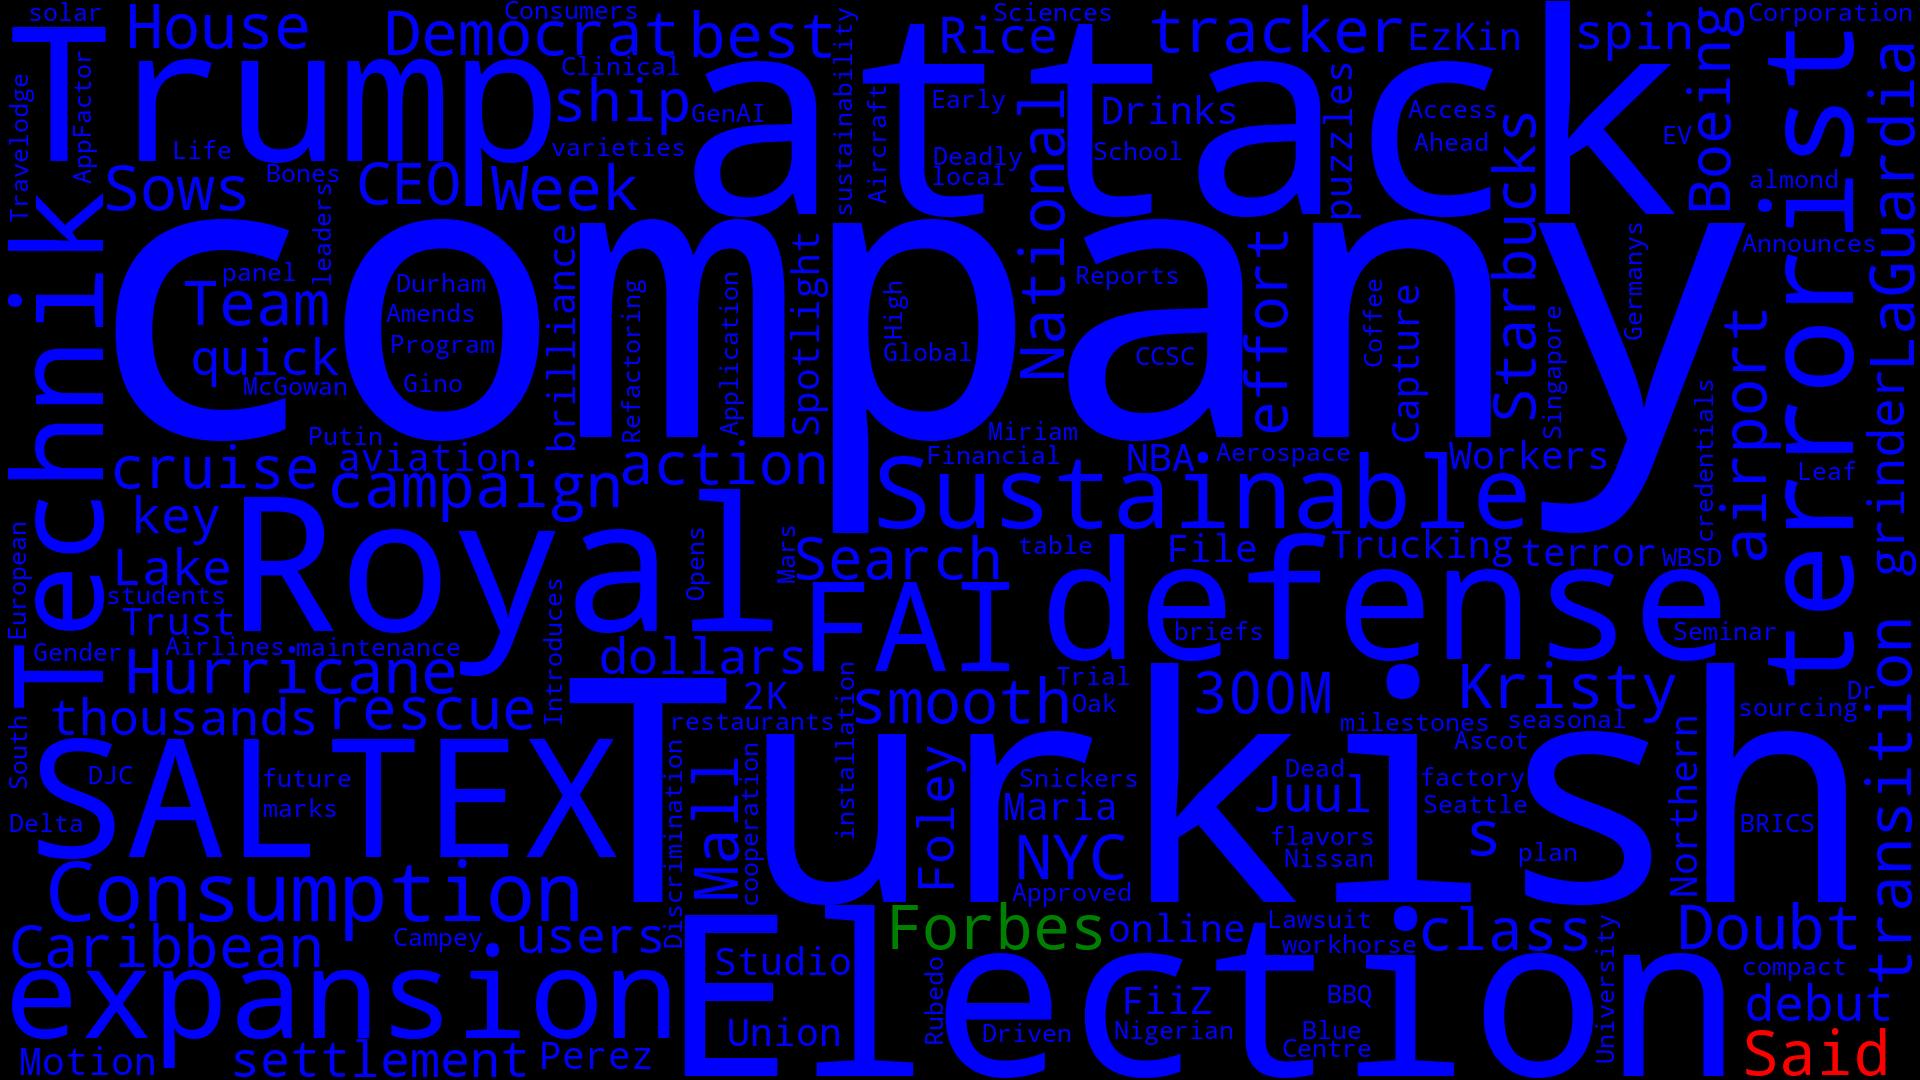 solar
House
Consumers
Democrat
best
Sciences
Rice
tracker
EzKin
spin
Corporation
Trump
attack
Travelodge
AppFactor
Clinical
ship
GenAI
sustainability
Aircraft
Early
National
Drinks
puzzles
Access
Ahead
Starbucks
EV
Boeing
terrorist
LaGuardia
Life
varieties
Bones
Sows
leaders
CEO
Week
Deadly
local
School
almond
Technik
company
Announces
panel
Team
quick
McGowan
Durham
Amends
Program
Gino
brilliance
Refactoring
Application
Spotlight
High
Global
Reports
CCSC
effort
Coffee
Capture
Singapore
Germanys
airport
grinder
Putin
aviation
cruise
campaign
action
Miriam
Financial
NBA
Aerospace
Workers
credentials
Leaf
key
Royal
Opens
Mars
Sustainable
Lake
students
Trust
European
Search
table
File
Trucking
terror
WBSD
FAI
defense
briefs
Seminar
Gender
Airlines
maintenance
Hurricane
Introduces
dollars
thousands
rescue
South
2K
restaurants
installation
smooth
Trial
Oak
300M
Kristy
milestones
seasonal
sourcing
Dr
transition
SALTEX
Turkish
DJC
future
marks
Delta
Discrimination
Mall
cooperation
Foley
Snickers
Maria
NYC
Approved
Dead
Juul
flavors
Nissan
Ascot
factory
Seattle
s
plan
Northern
BRICS
Consumption
Caribbean
Campey
users
Forbes
online
Lawsuit
workhorse
class
University
Doubt
compact
debut
expansion
Election
Studio
Union
Rubedo
Driven
FiiZ
Nigerian
BBQ
Blue
Centre
Motion
settlement
Perez
Said
T